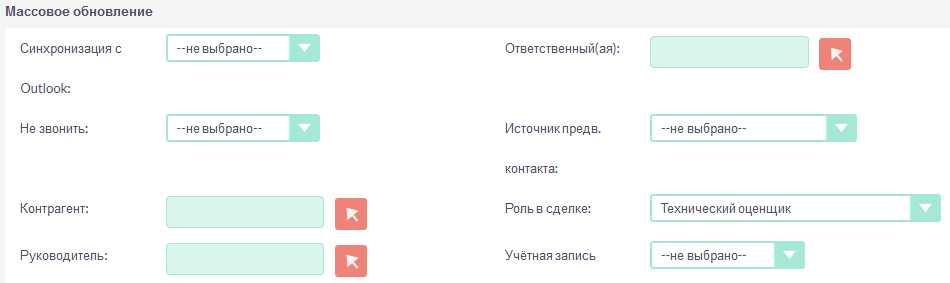 Массовое обновление
Синхронизация с --не выбрано-- Ответственный(ая):
Outlook:
Не звонить: --не выбрано-- Источник предв. --не выбрано--
контакта:
Контрагент: Роль в сделке: Технический оценщик
Руководитель: Учётная запись --не выбрано--